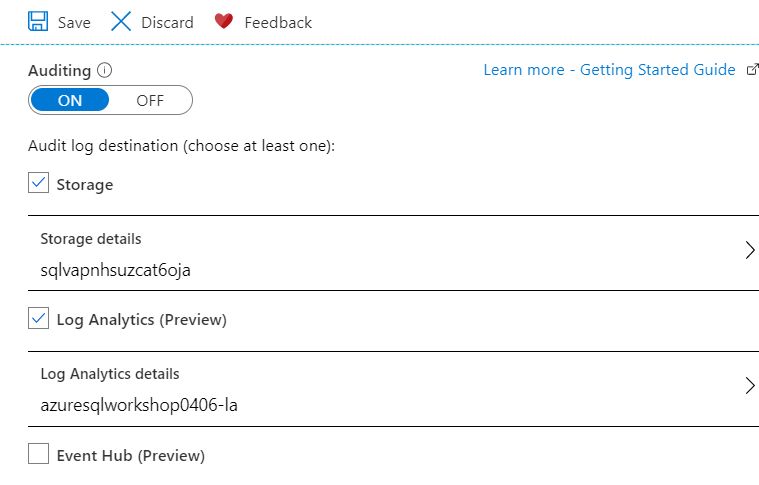 Save Discard Feedback
Auditing Learn more - Getting Started Guide
ON OFF
Audit log destination (choose at least one):
Storage
Storage details
sqlvapnhsuzcat6oja
Log Analytics (Preview)
Log Analytics details
azuresqlworkshop0406-la
Event Hub (Preview)